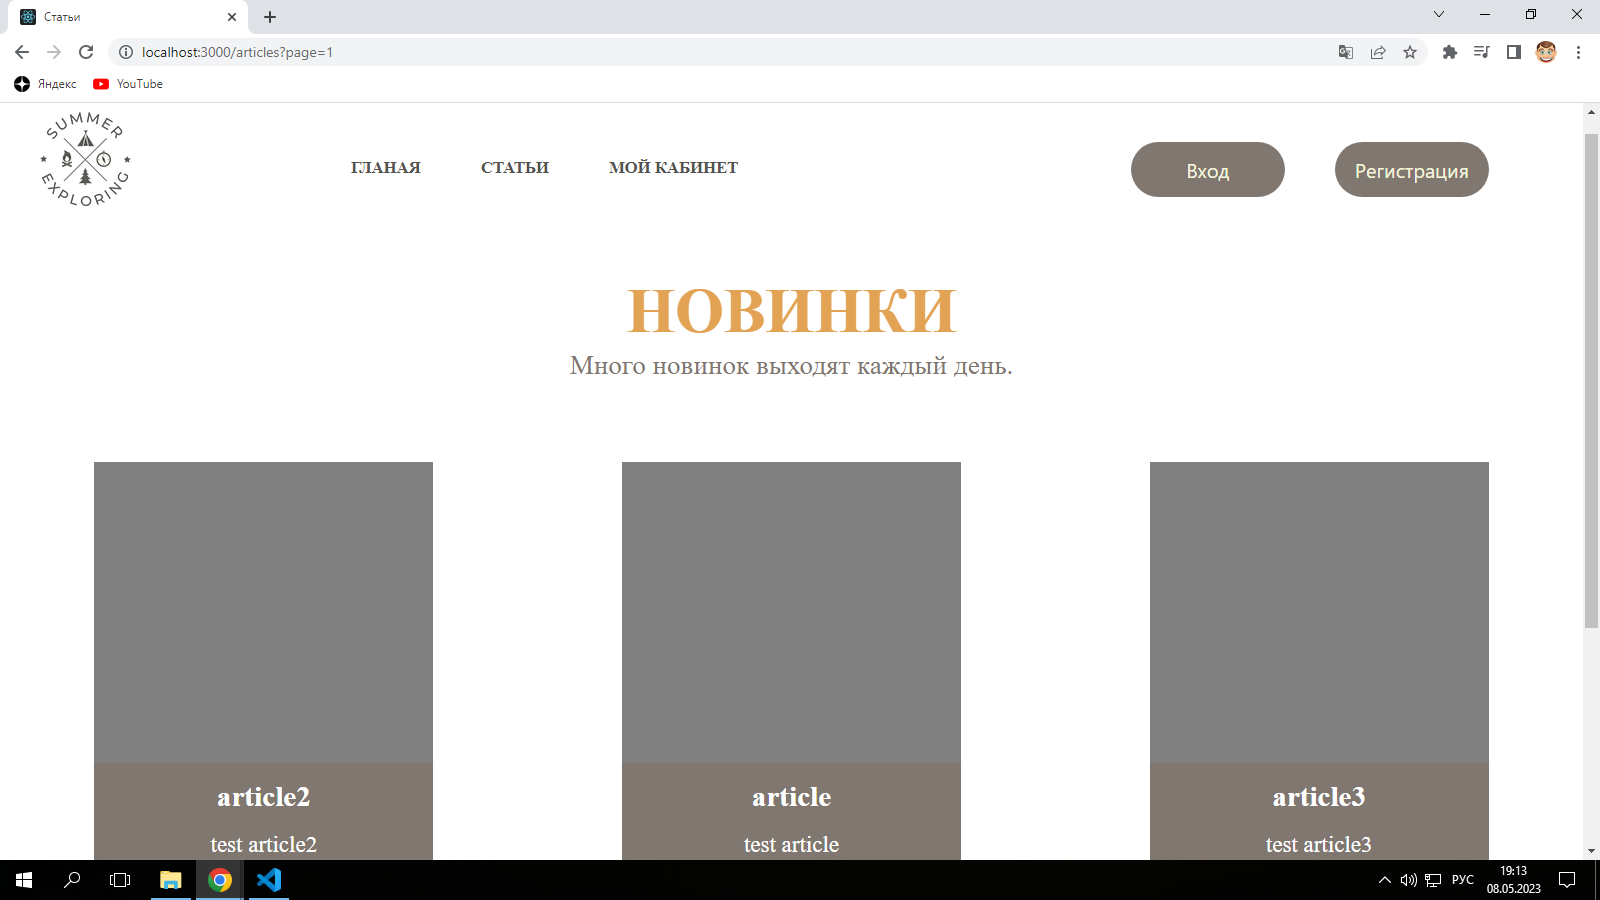 Статьи
localhost:3000/articles?page=1
Яндекс
YouTube
SUMMER
EXPLORING
ГЛАНАЯ
СТАТЬИ
МОЙ КАБИНЕТ
Вход
Регистрация
НОВИНКИ
Много новинок выходят каждый день.
article2
test article2
article
test article
article3
test article3
РУС
19:13
08.05.2023